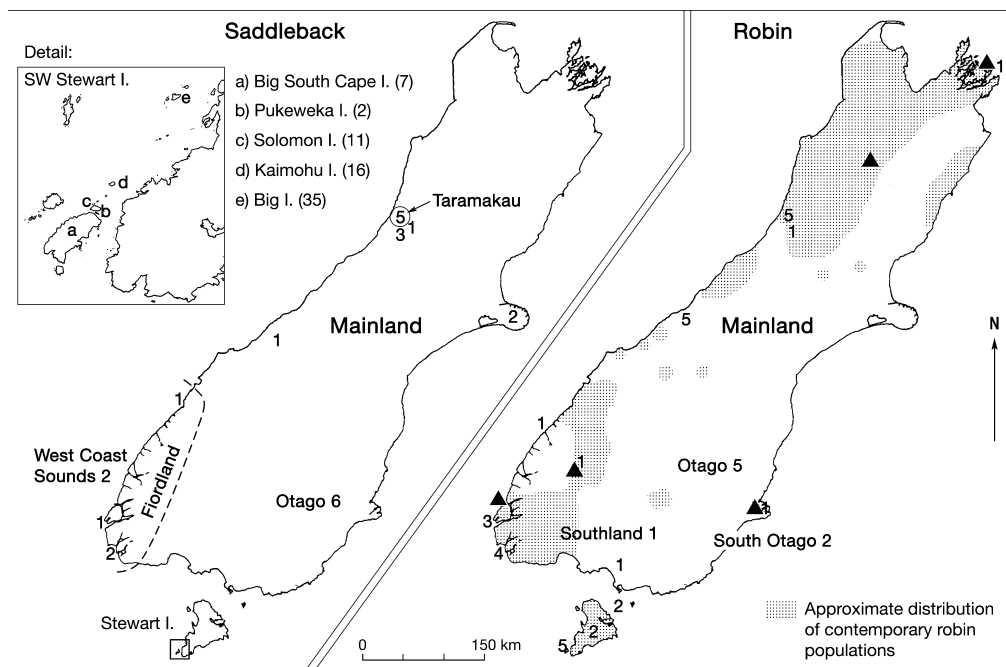 Saddleback
Detail:
SW Stewart I.
e
d
c
b
a
a) Big South Cape I. (7)
b) Pukeweka I. (2)
c) Solomon I. (11)
d) Kaimohu I. (16)
e) Big I. (35)
5
Taramakau
3
1
2
Mainland
1
1
West Coast
Sounds 2
Fiordland
Otago 6
1
2
Stewart I.
0 150 km
Robin
1
5
1
5
Mainland
N
1
1
Otago 5
1
3
Southland 1
South Otago 2
4
1
2
2
5
Approximate distribution
of contemporary robin
populations